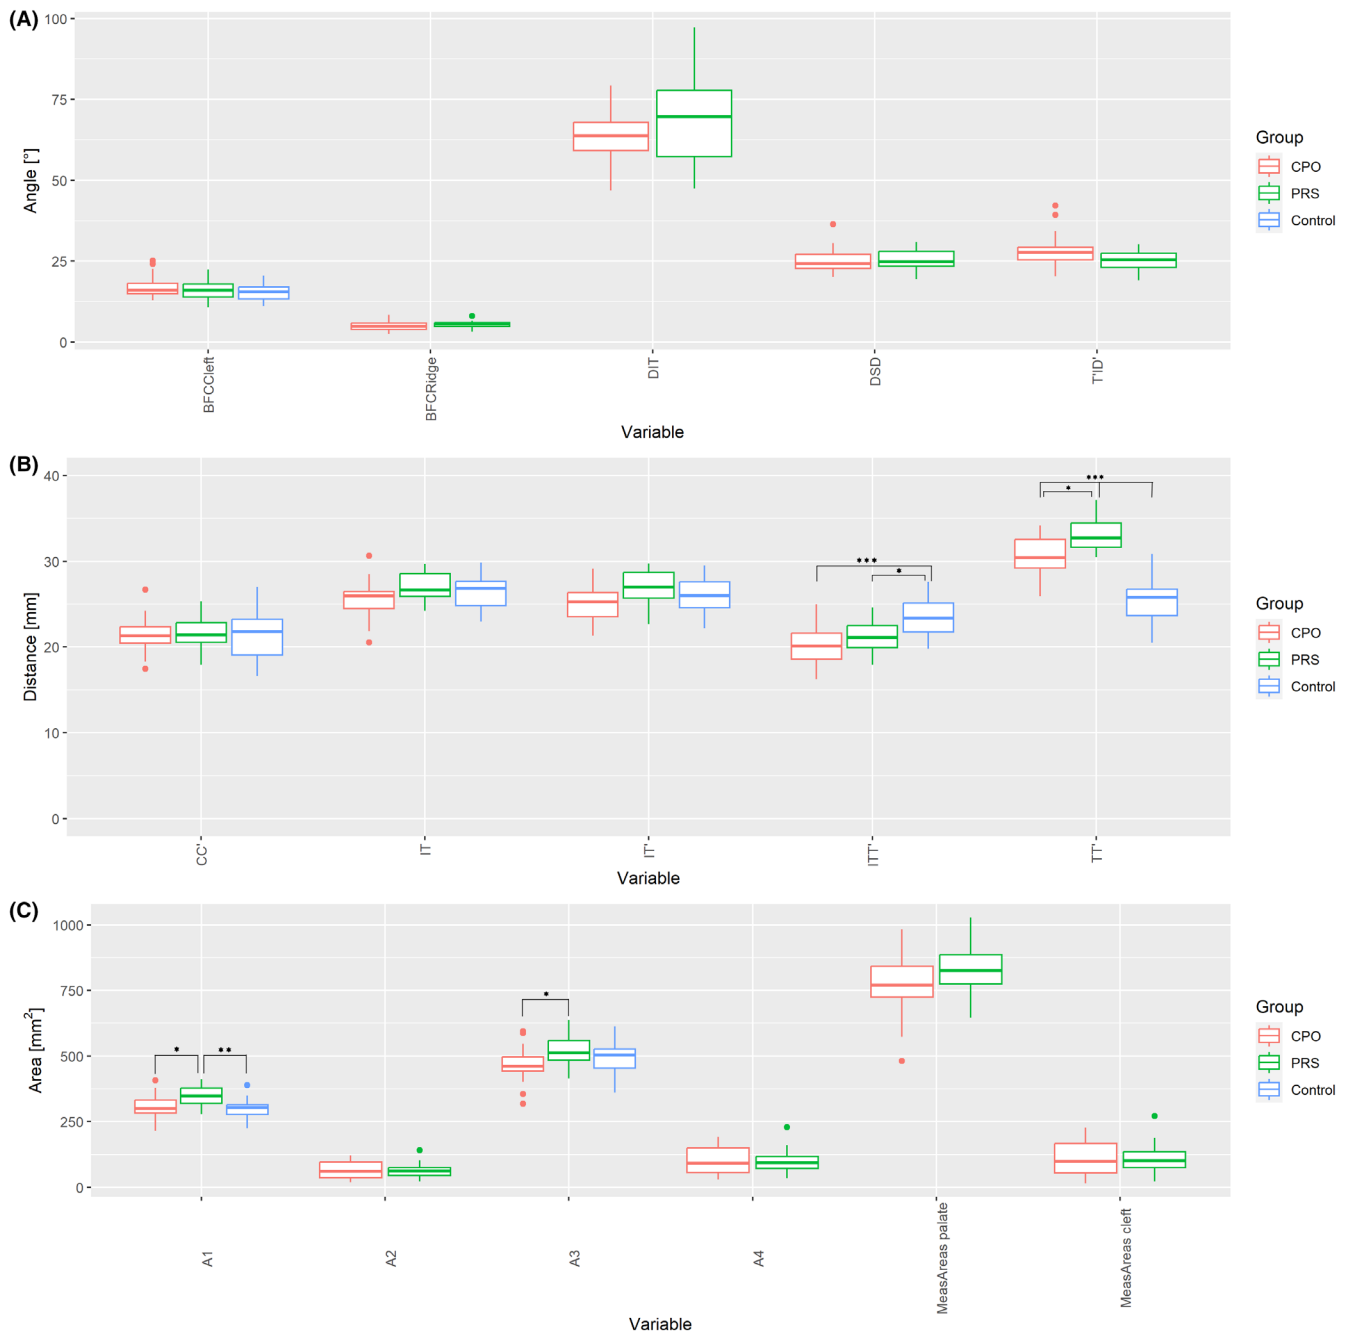 (A)
100
75
50
25
0
Angle [°]
BFCCleft
BFCRidge
DIT
DSD
T'ID'
Variable
Group
CPO
PRS
Control
(B)
40
30
20
10
0
Distance [mm]
***
*
*
***
CC'
IT
IT'
ITT'
TT'
Variable
Group
CPO
PRS
Control
(C)
1000
750
500
250
0
Area [mm²]
*
**
*
A1
A2
A3
A4
MeasAreas palate
MeasAreas cleft
Variable
Group
CPO
PRS
Control